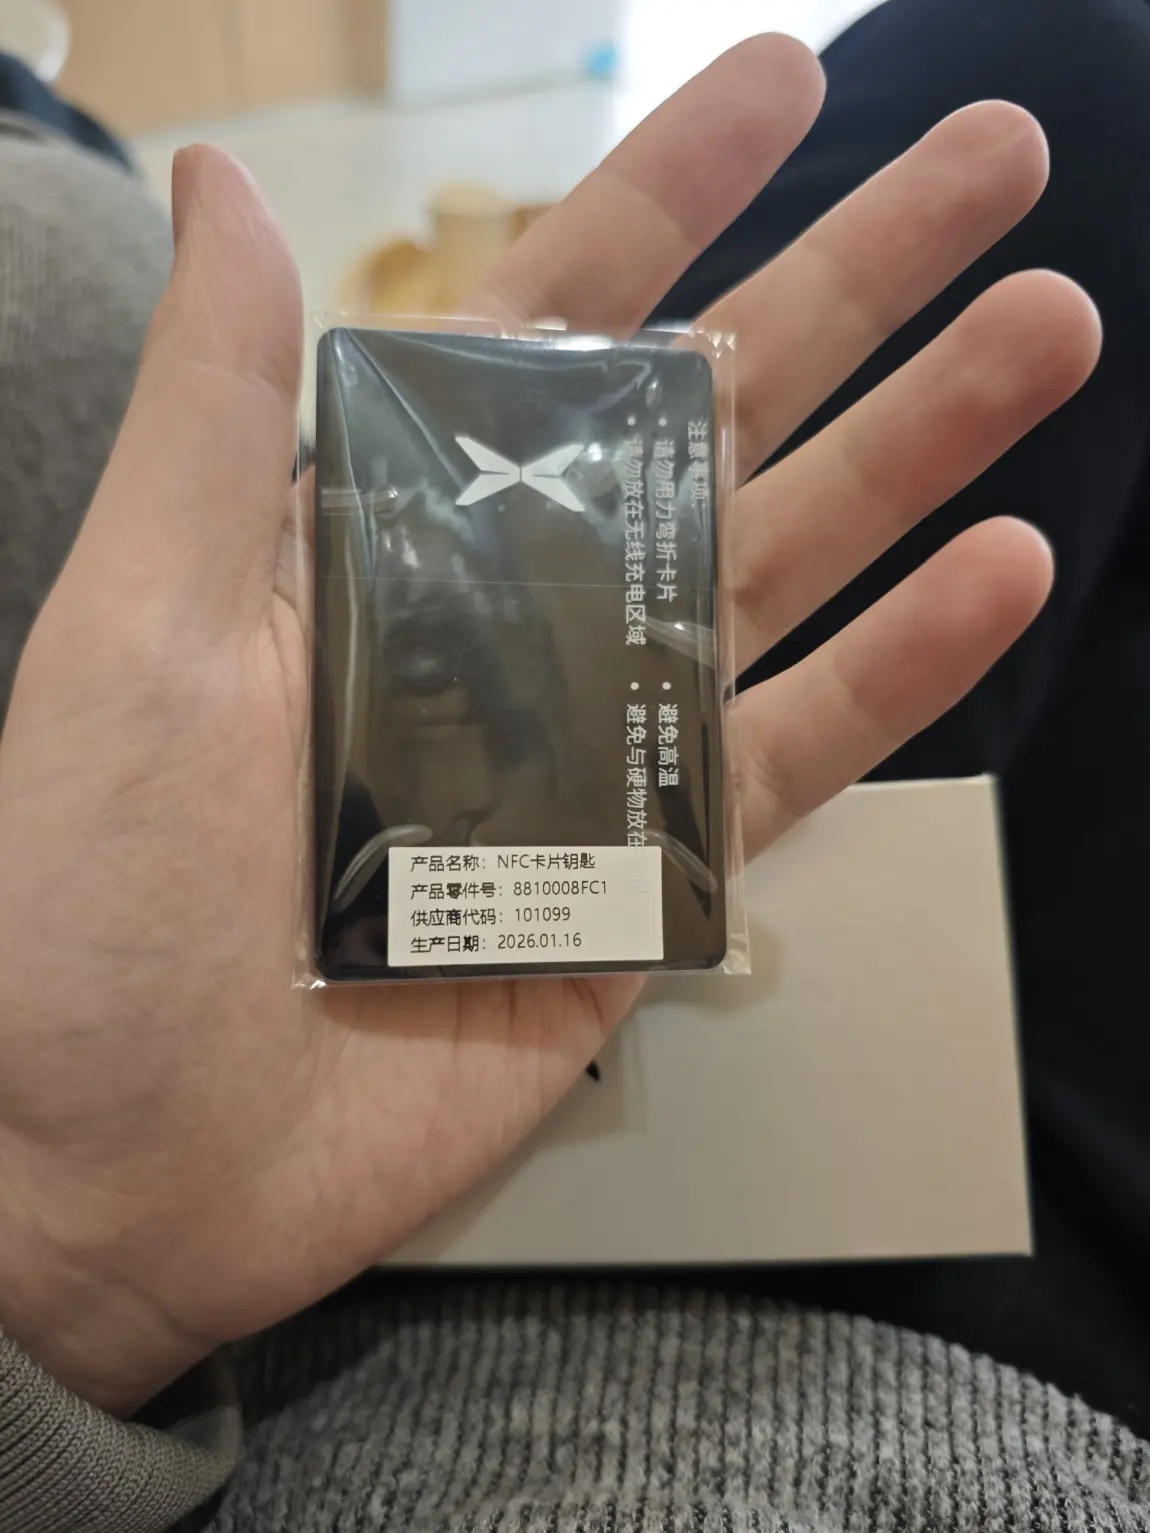 注意事项:
• 请勿用力弯折卡片 • 避免高温
• 请勿放在无线充电区域 • 避免与硬物放在
产品名称：NFC卡片钥匙
产品零件号：8810008FC1
供应商代码：101099
生产日期：2026.01.16